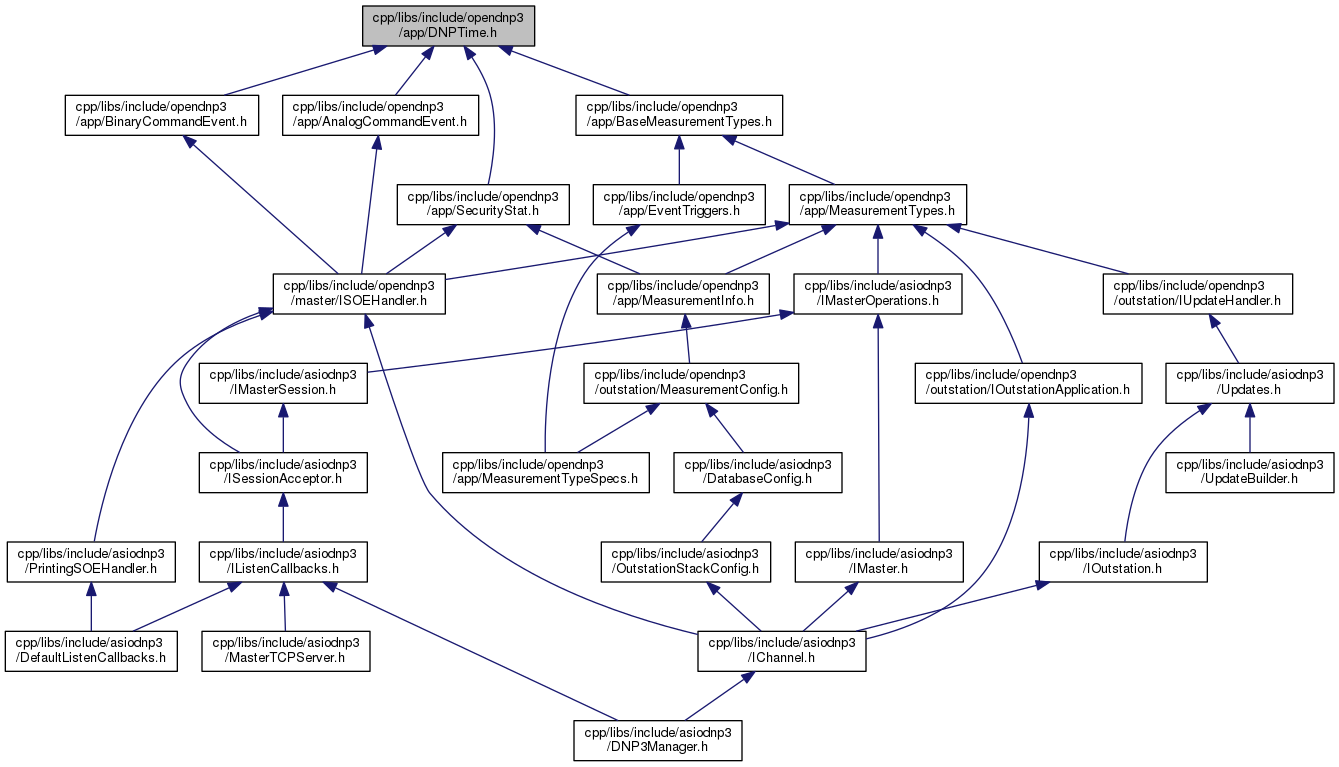 cpp/libs/include/opendnp3
/app/DNPTime.h
cpp/libs/include/opendnp3
/app/BinaryCommandEvent.h
cpp/libs/include/opendnp3
/app/AnalogCommandEvent.h
cpp/libs/include/opendnp3
/app/BaseMeasurementTypes.h
cpp/libs/include/opendnp3
/app/SecurityStat.h
cpp/libs/include/opendnp3
/app/EventTriggers.h
cpp/libs/include/opendnp3
/app/MeasurementTypes.h
cpp/libs/include/opendnp3
/master/ISOEHandler.h
cpp/libs/include/opendnp3
/app/MeasurementInfo.h
cpp/libs/include/asiodnp3
/IMasterOperations.h
cpp/libs/include/opendnp3
/outstation/IUpdateHandler.h
cpp/libs/include/asiodnp3
/IMasterSession.h
cpp/libs/include/opendnp3
/outstation/MeasurementConfig.h
cpp/libs/include/opendnp3
/outstation/IOutstationApplication.h
cpp/libs/include/asiodnp3
/Updates.h
cpp/libs/include/asiodnp3
/ISessionAcceptor.h
cpp/libs/include/opendnp3
/app/MeasurementTypeSpecs.h
cpp/libs/include/asiodnp3
/DatabaseConfig.h
cpp/libs/include/asiodnp3
/UpdateBuilder.h
cpp/libs/include/asiodnp3
/PrintingSOEHandler.h
cpp/libs/include/asiodnp3
/IListenCallbacks.h
cpp/libs/include/asiodnp3
/OutstationStackConfig.h
cpp/libs/include/asiodnp3
/IMaster.h
cpp/libs/include/asiodnp3
/IOutstation.h
cpp/libs/include/asiodnp3
/DefaultListenCallbacks.h
cpp/libs/include/asiodnp3
/MasterTCPServer.h
cpp/libs/include/asiodnp3
/IChannel.h
cpp/libs/include/asiodnp3
/DNP3Manager.h